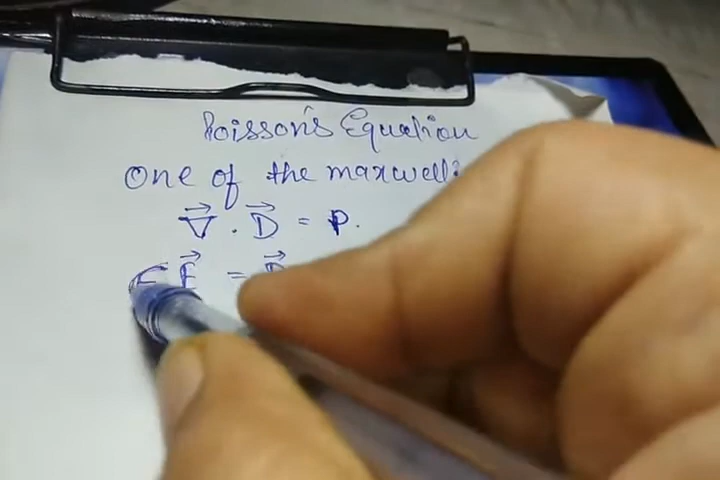 Poisson's Equation
One of the maxwell's
∇⃗ . D⃗ = ρ.
ϵ E⃗ = D⃗